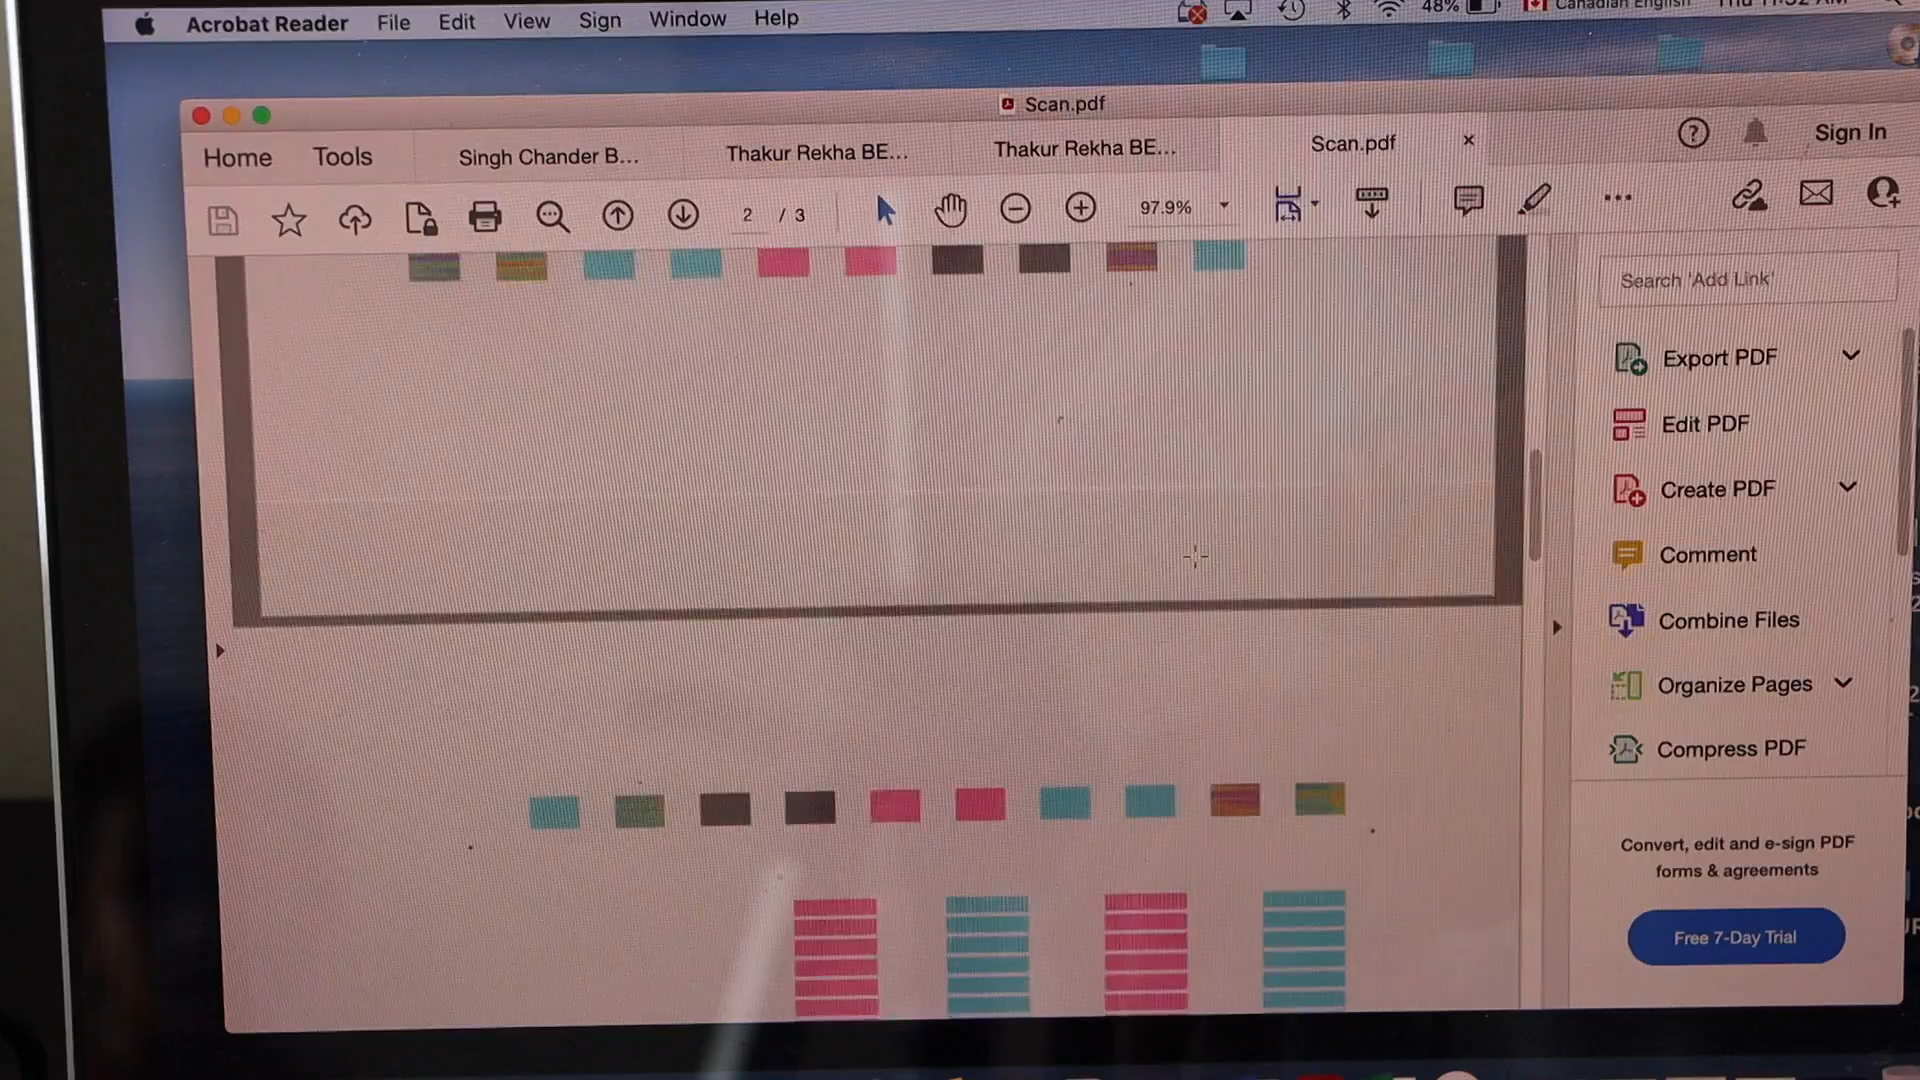 Acrobat Reader File Edit View Sign Window Help 48% Canadian English
Scan.pdf
Home Tools Singh Chander B... Thakur Rekha BE... Thakur Rekha BE... Scan.pdf × Sign In
2 / 3 97.9%
Search 'Add Link'
Export PDF
Edit PDF
Create PDF
Comment
Combine Files
Organize Pages
Compress PDF
Convert, edit and e-sign PDF
forms & agreements
Free 7-Day Trial